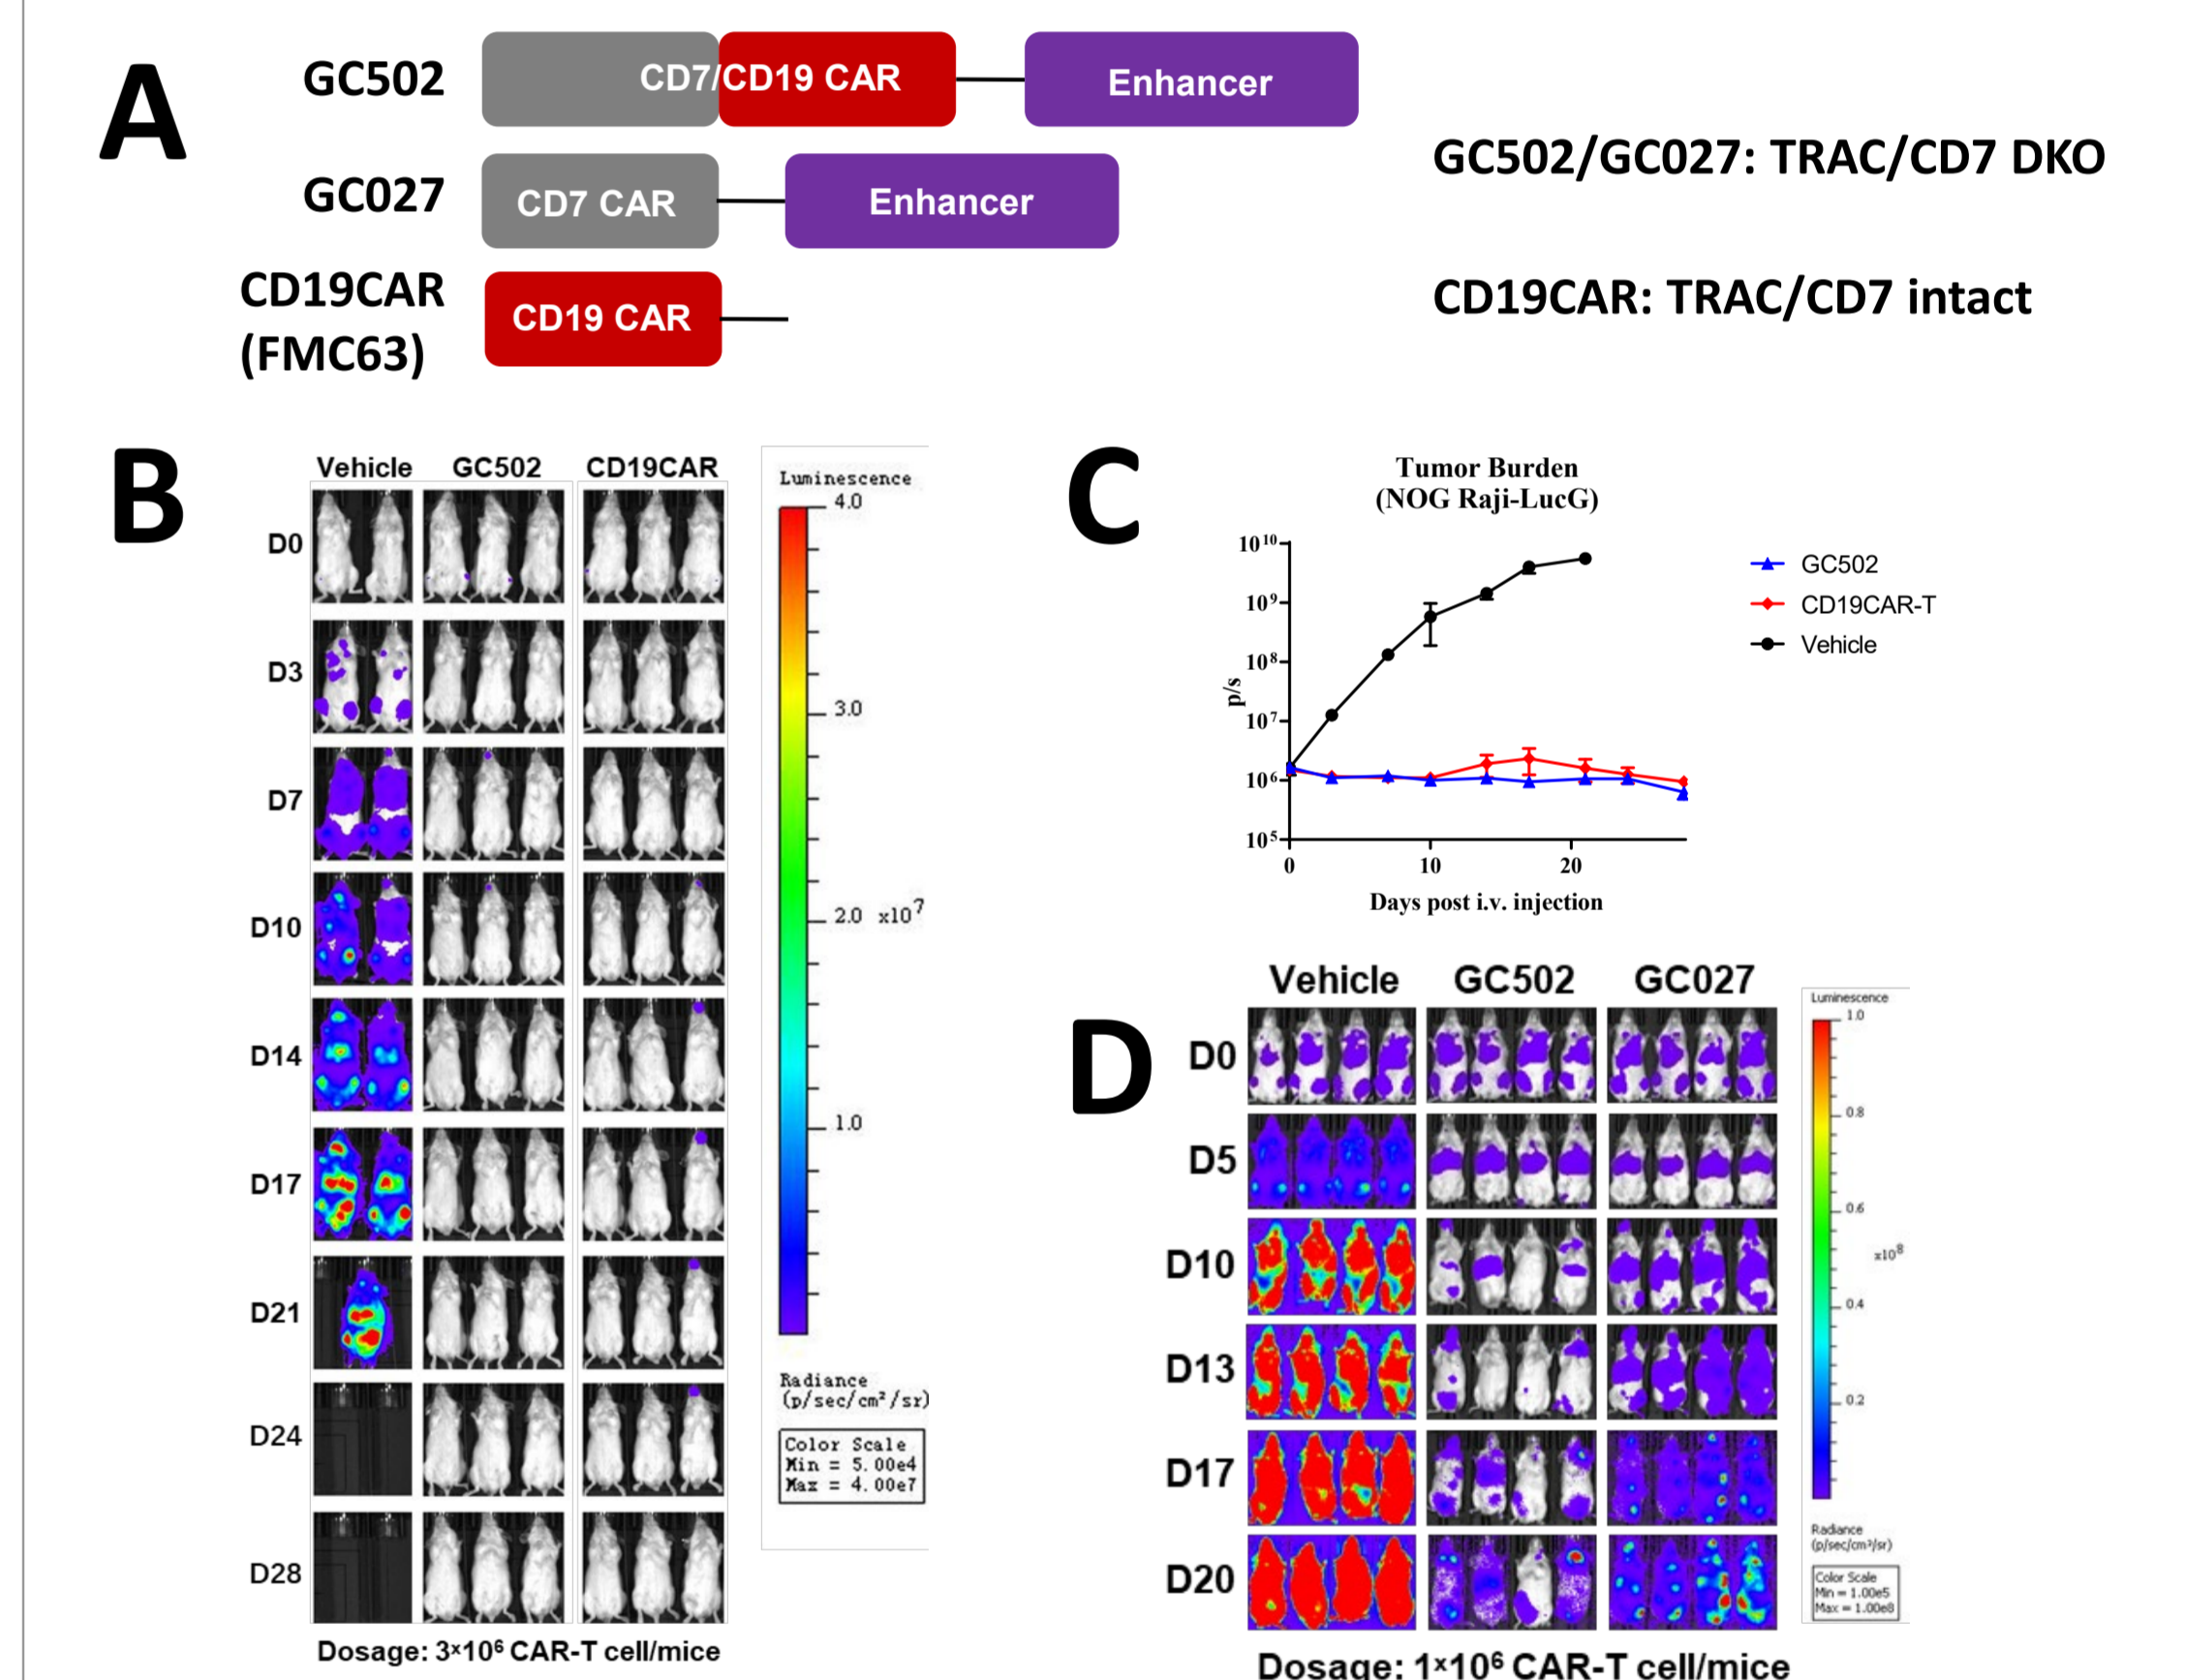 A
GC502
CD7/CD19 CAR
Enhancer
GC027
CD7 CAR
Enhancer
CD19CAR
(FMC63)
CD19 CAR
GC502/GC027: TRAC/CD7 DKO
CD19CAR: TRAC/CD7 intact
B
Vehicle GC502 CD19CAR
D0
D3
D7
D10
D14
D17
D21
D24
D28
Dosage: 3×10⁶ CAR-T cell/mice
Luminescence
4.0
3.0
2.0 x10⁷
1.0
Radiance
(p/sec/cm²/sr)
Color Scale
Min = 5.00e4
Max = 4.00e7
C
Tumor Burden
(NOG Raji-LucG)
10¹⁰
10⁹
10⁸
10⁷
10⁶
10⁵
p/s
0 10 20
Days post i.v. injection
GC502
CD19CAR-T
Vehicle
D
Vehicle GC502 GC027
D0
D5
D10
D13
D17
D20
Dosage: 1×10⁶ CAR-T cell/mice
Luminescence
1.0
0.8
0.6
x10⁸
0.4
0.2
Radiance
(p/sec/cm²/sr)
Color Scale
Min = 1.00e5
Max = 1.00e8